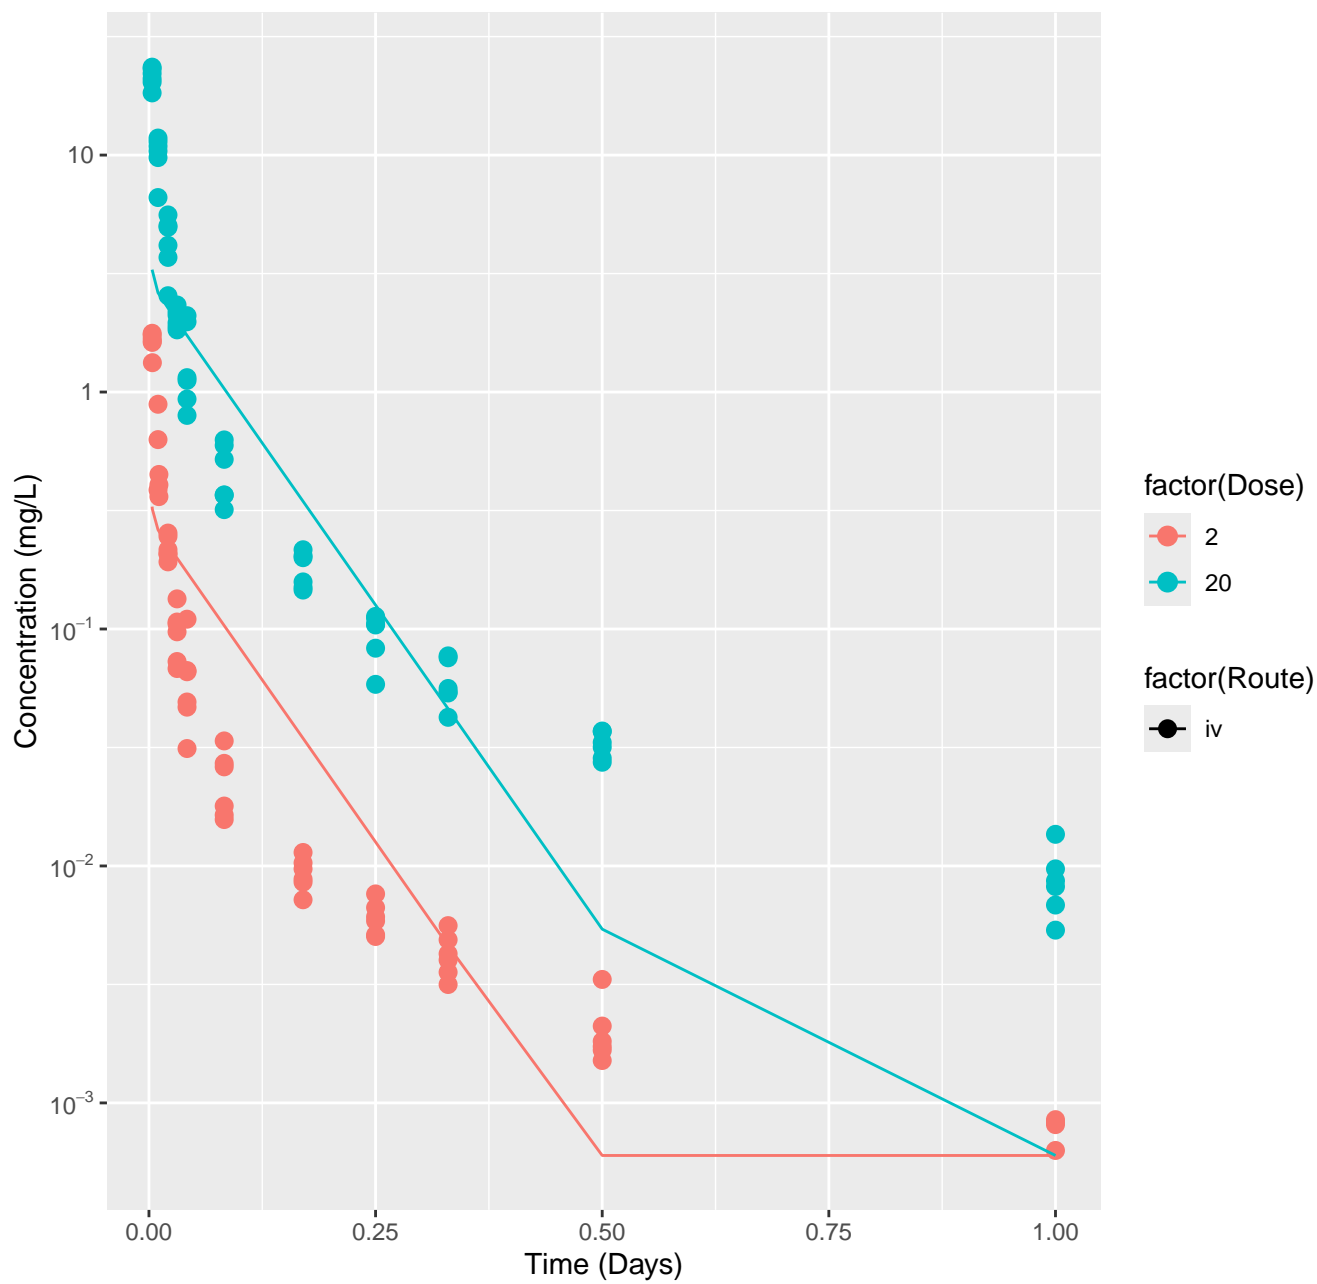 10
1
10⁻¹
10⁻²
10⁻³
Concentration (mg/L)
0.00 0.25 0.50 0.75 1.00
Time (Days)
factor(Dose)
2
20
factor(Route)
iv